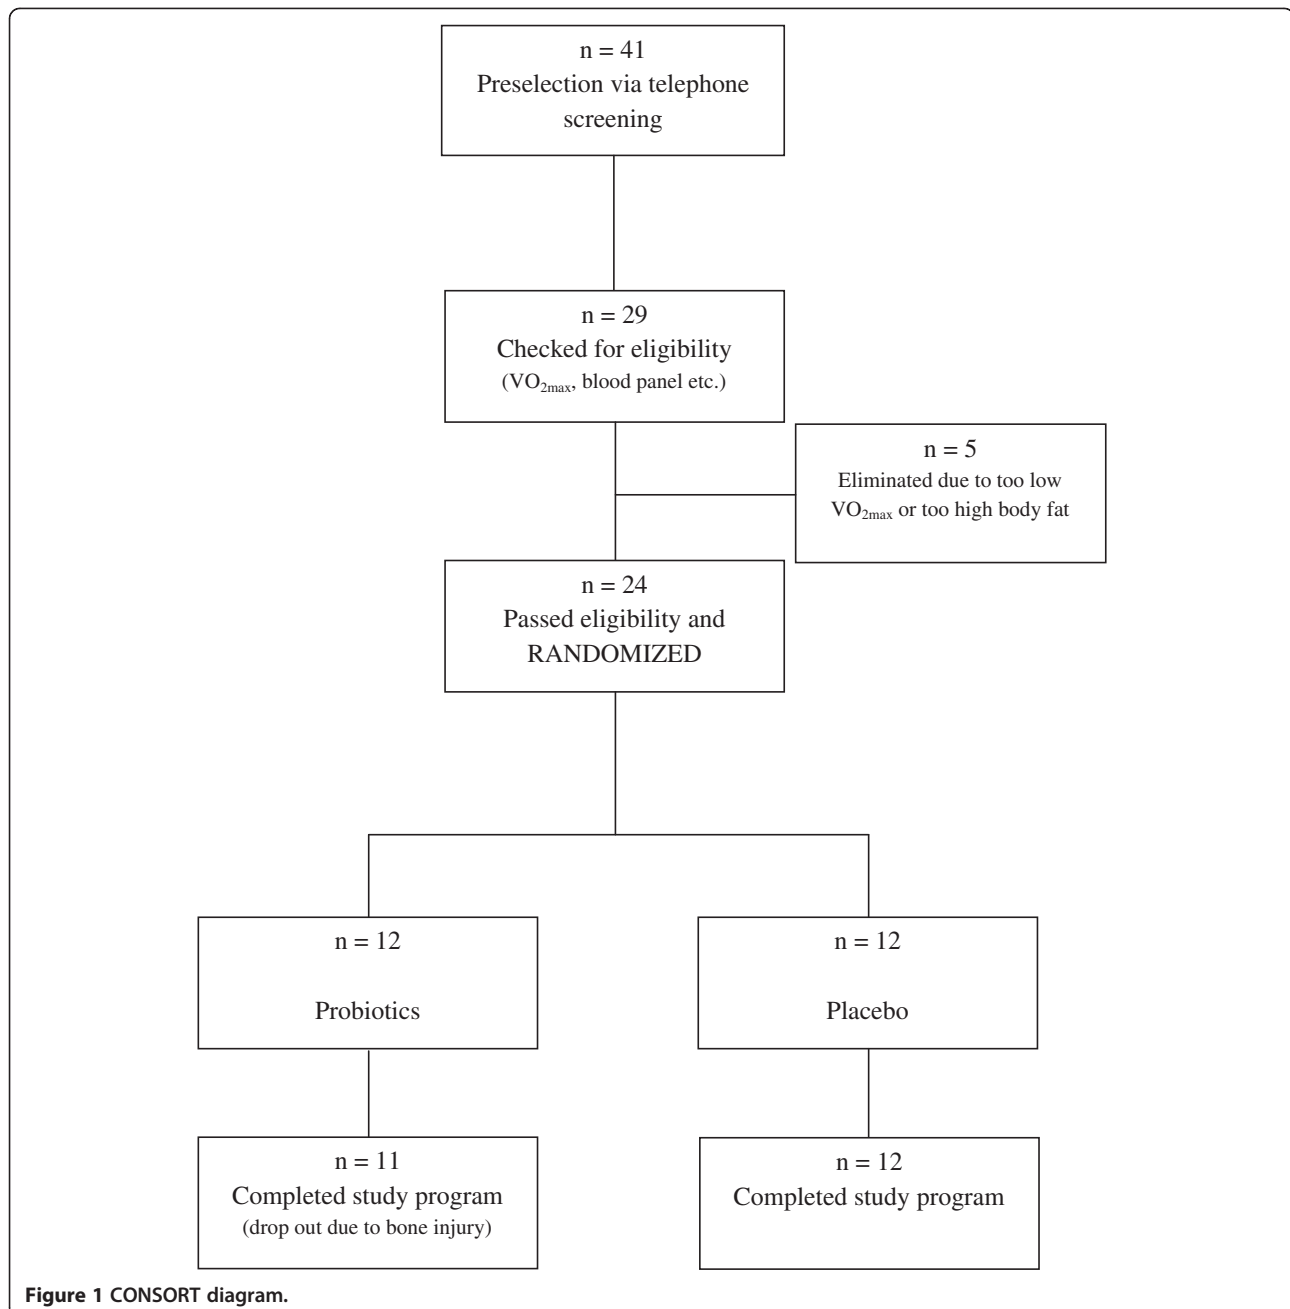 n = 41
Preselection via telephone
screening
n = 29
Checked for eligibility
(VO2max, blood panel etc.)
n = 5
Eliminated due to too low
VO2max or too high body fat
n = 24
Passed eligibility and
RANDOMIZED
n = 12
Probiotics
n = 12
Placebo
n = 11
Completed study program
(drop out due to bone injury)
n = 12
Completed study program
Figure 1 CONSORT diagram.